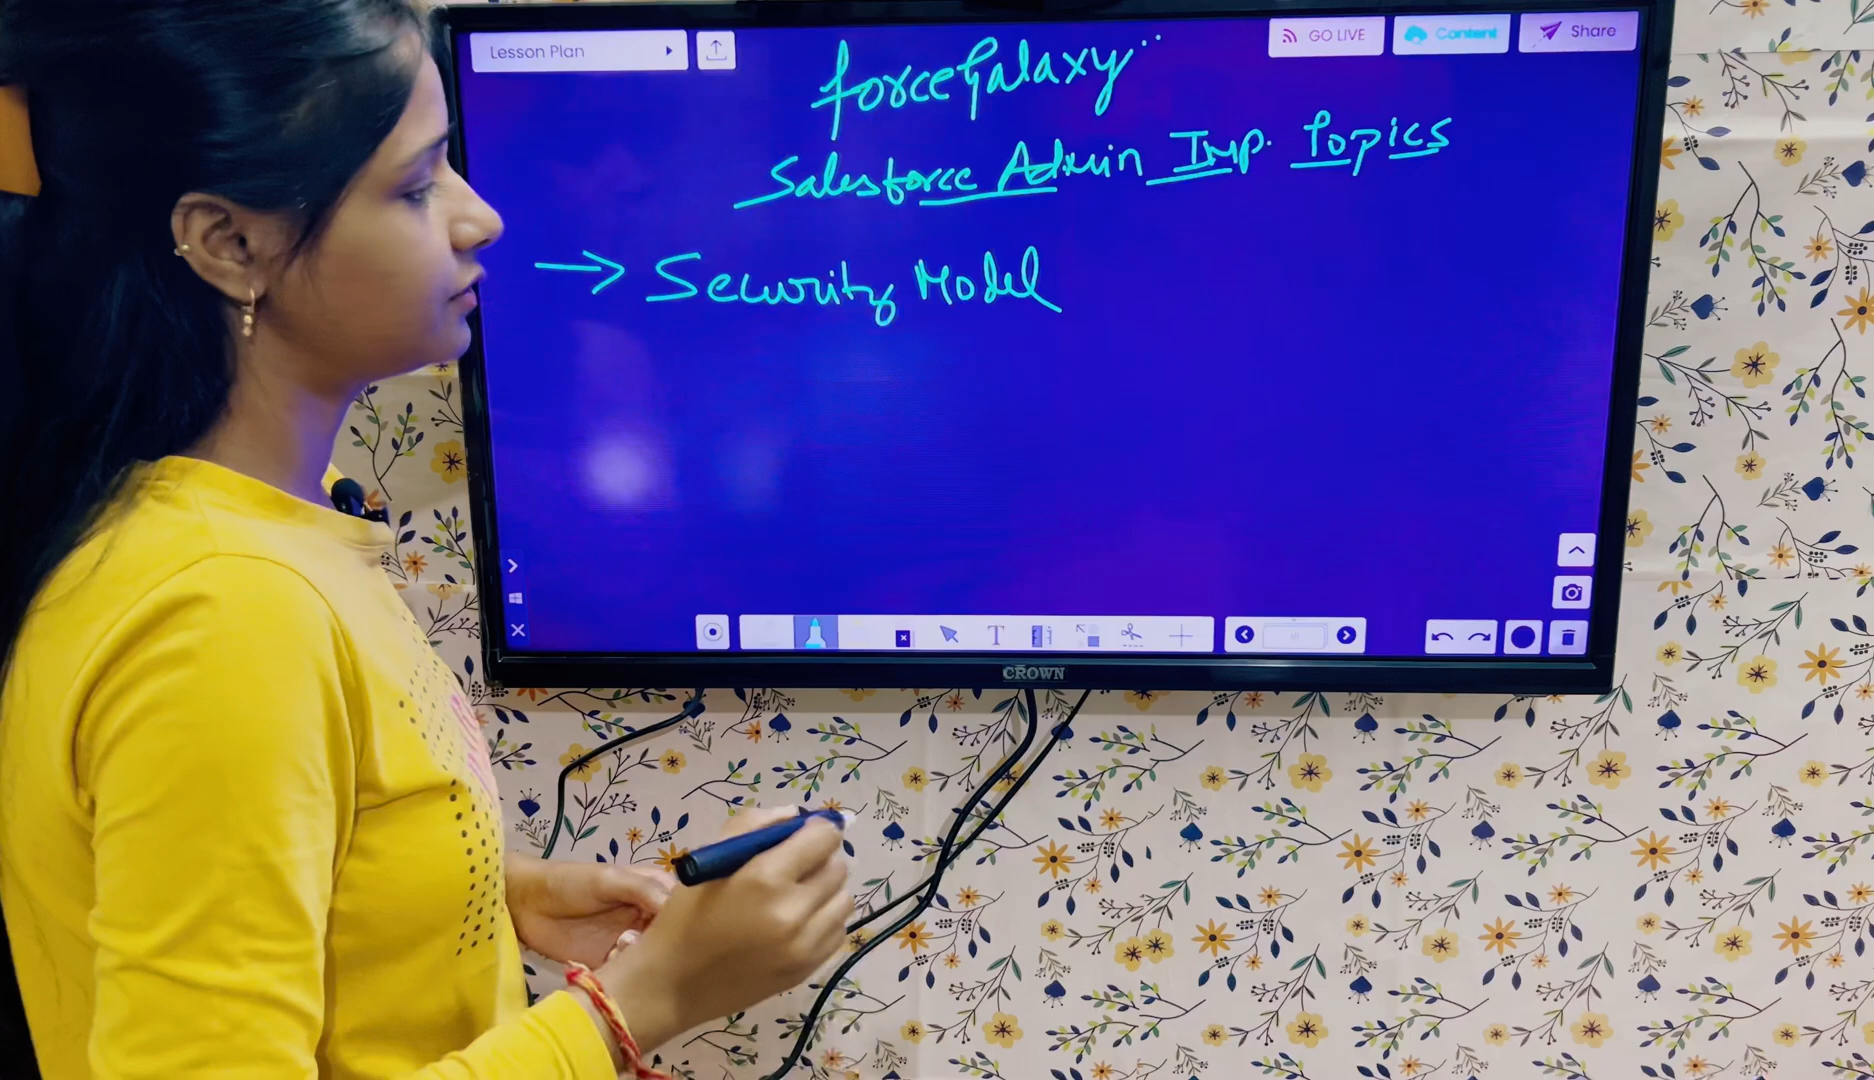 Lesson Plan
GO LIVE
Content
Share
forceGalaxy
Salesforce Admin Imp. Topics
→ Security Model
T
CROWN